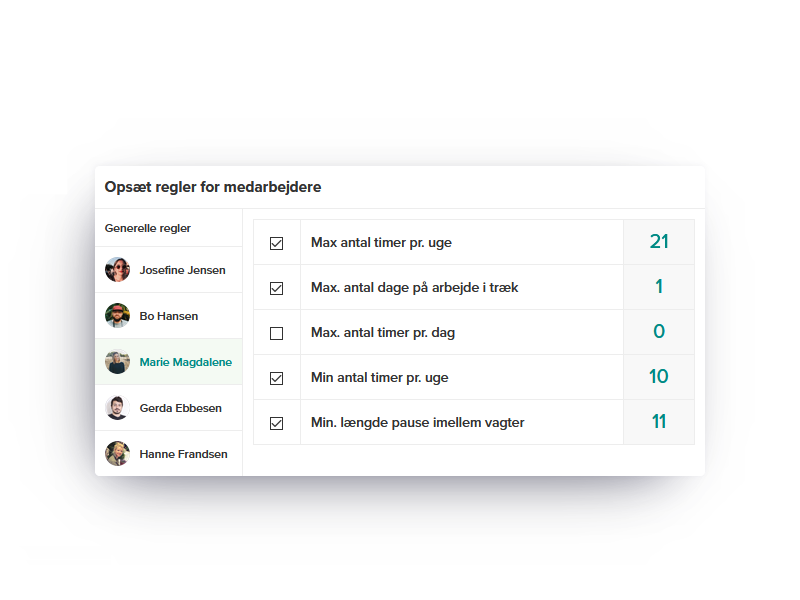 Opsæt regler for medarbejdere
Generelle regler
Josefine Jensen
Bo Hansen
Marie Magdalene
Gerda Ebbesen
Hanne Frandsen
Max antal timer pr. uge 21
Max. antal dage på arbejde i træk 1
Max. antal timer pr. dag 0
Min antal timer pr. uge 10
Min. længde pause imellem vagter 11